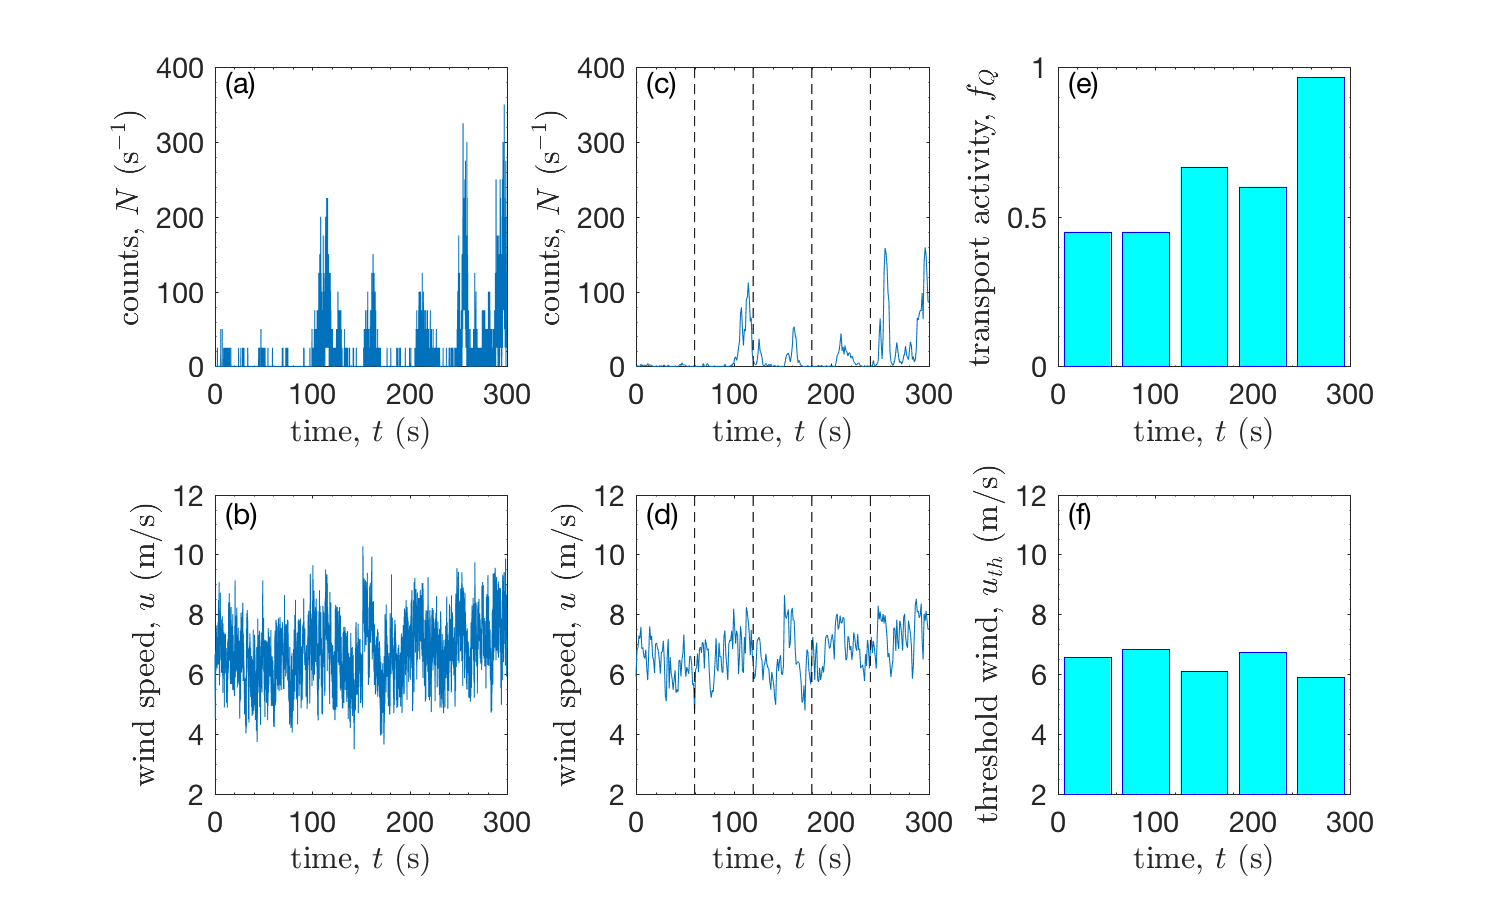 (a)
400
300
200
100
0
counts, N (s⁻¹)
0 100 200 300
time, t (s)
(c)
400
300
200
100
0
counts, N (s⁻¹)
0 100 200 300
time, t (s)
(e)
1
0.5
0
transport activity, f_Q
0 100 200 300
time, t (s)
(b)
12
10
8
6
4
2
wind speed, u (m/s)
0 100 200 300
time, t (s)
(d)
12
10
8
6
4
2
wind speed, u (m/s)
0 100 200 300
time, t (s)
(f)
12
10
8
6
4
2
threshold wind, u_th (m/s)
0 100 200 300
time, t (s)